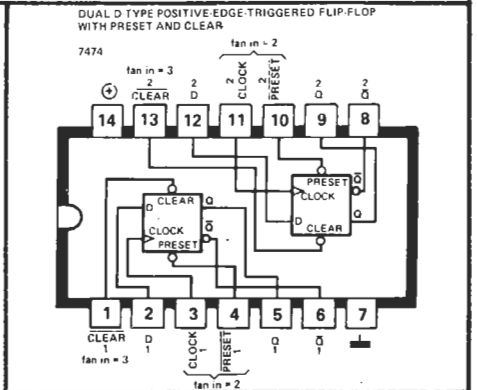 DUAL D-TYPE POSITIVE-EDGE-TRIGGERED FLIP-FLOP
WITH PRESET AND CLEAR
7474
fan in = 2
fan in = 3
2
CLEAR
2
D
2
CLOCK
2
PRESET
2
Q
2
Q̅
14 13 12 11 10 9 8
CLEAR
D
CLOCK
PRESET
Q
Q̅
PRESET
CLOCK
D
CLEAR
Q̅
Q
1 2 3 4 5 6 7
CLEAR
1
fan in = 3
D
1
CLOCK
1
PRESET
1
Q
1
Q̅
1
fan in = 2